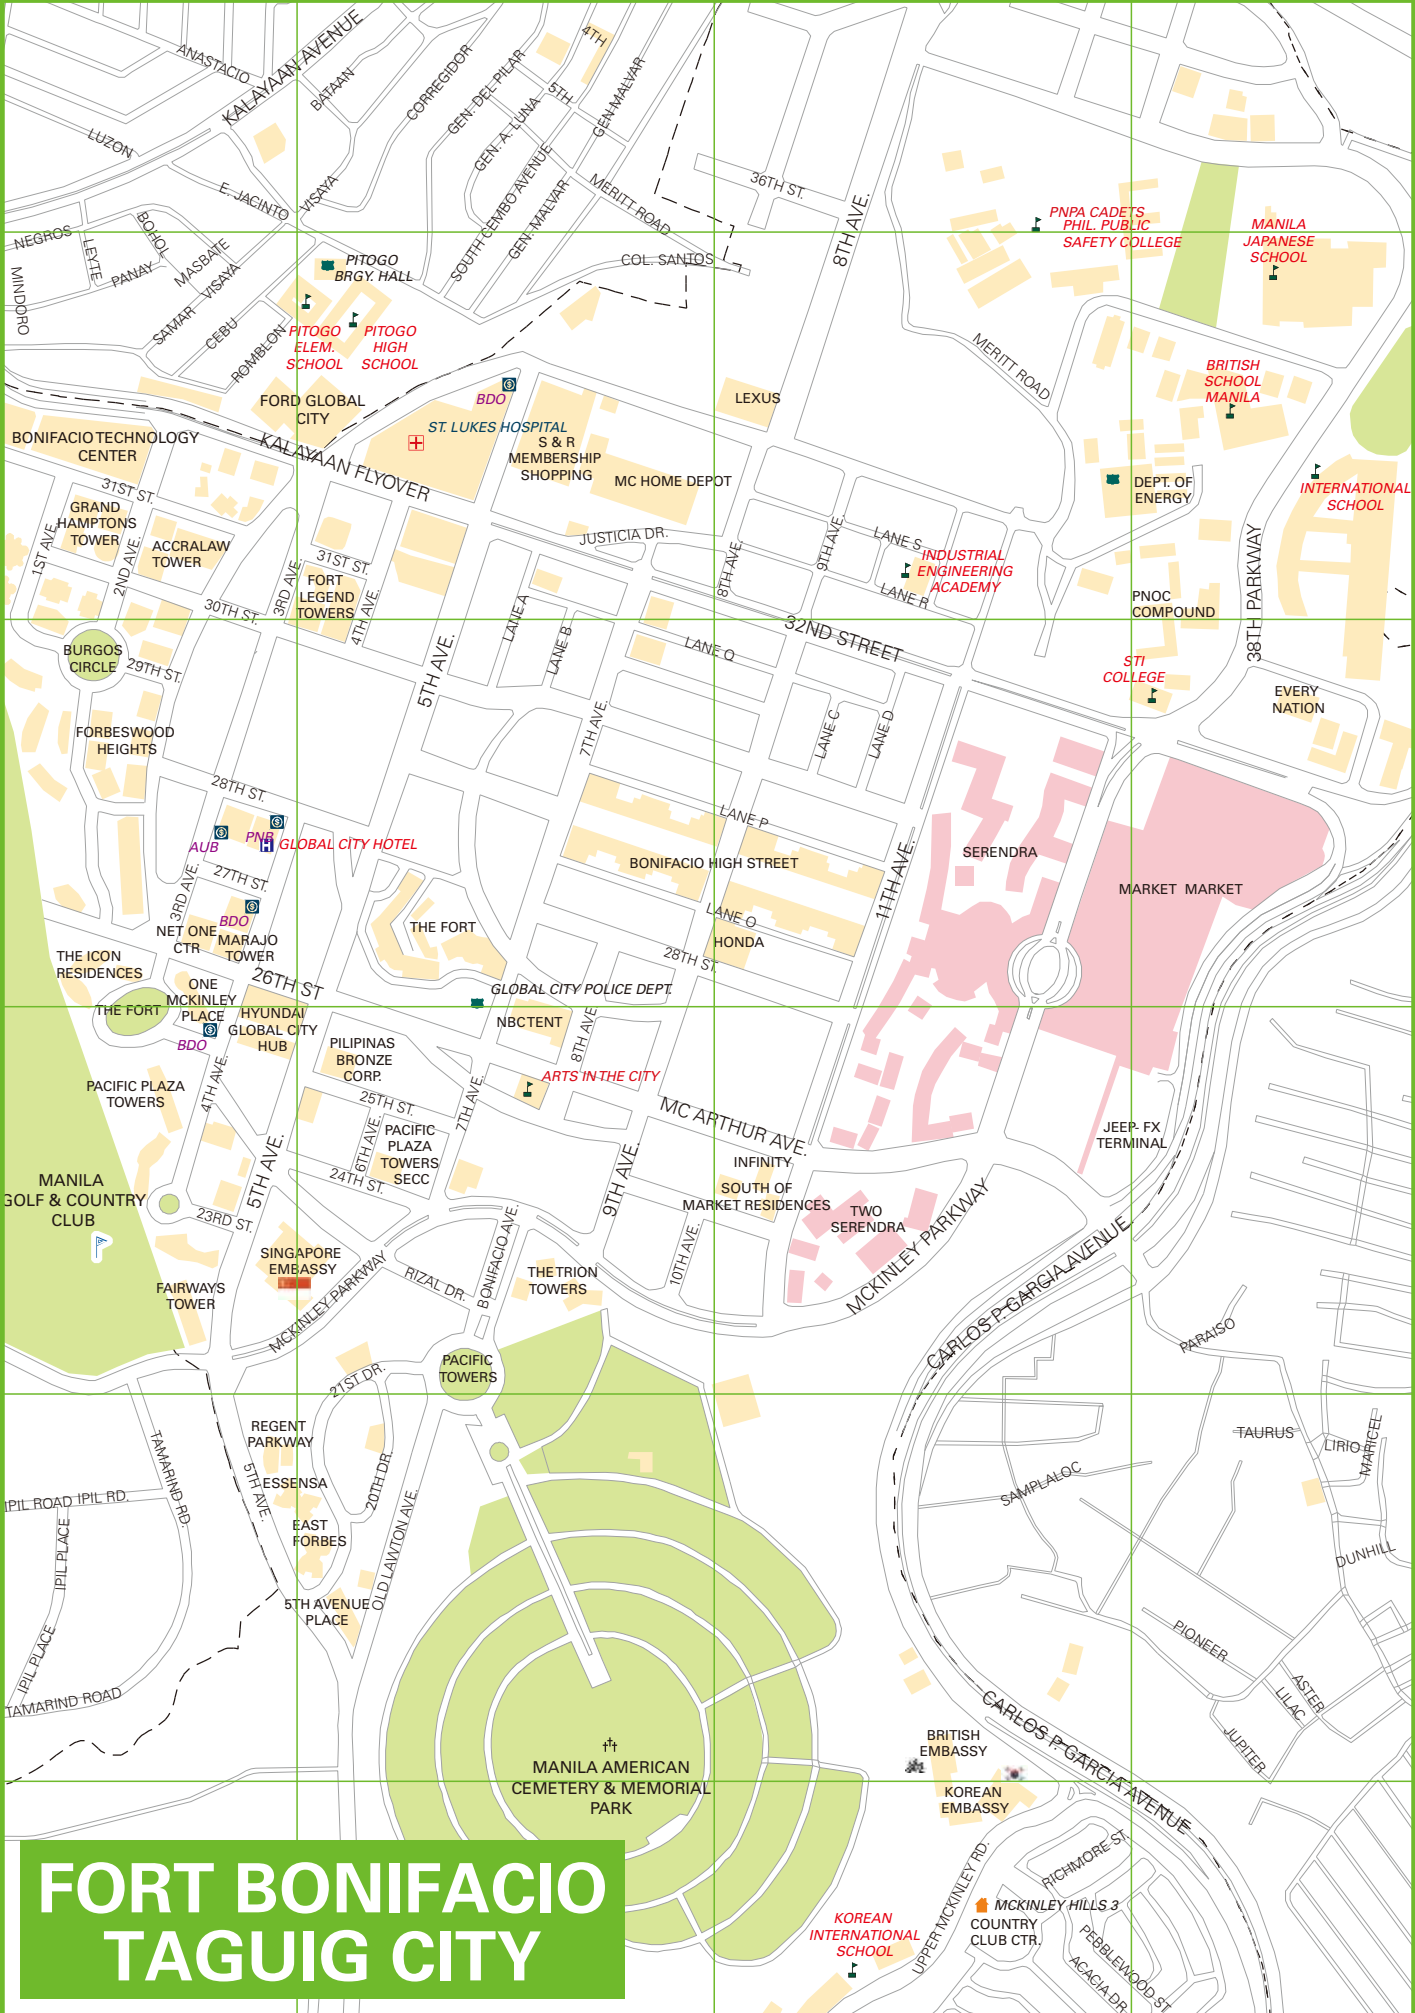 4TH
ANASTACIO
KALAYAAN AVENUE
BATAAN
CORREGIDOR
GEN. DEL PILAR
5TH
GEN. A. LUNA
GEN MALVAR
LUZON
E. JACINTO
VISAYA
SOUTH CEMBO AVENUE
GEN. MALVAR
MERITT ROAD
36TH ST.
8TH AVE.
PNPA CADETS
PHIL. PUBLIC
SAFETY COLLEGE
MANILA
JAPANESE
SCHOOL
NEGROS
LEYTE
BOHOL
PANAY
MASBATE
VISAYA
MINDORO
SAMAR
CEBU
ROMBLON
PITOGO
BRGY. HALL
COL. SANTOS
PITOGO
ELEM.
SCHOOL
PITOGO
HIGH
SCHOOL
MERITT ROAD
BRITISH
SCHOOL
MANILA
FORD GLOBAL
CITY
BDO
LEXUS
ST. LUKES HOSPITAL
BONIFACIO TECHNOLOGY
CENTER
KALAYAAN FLYOVER
S & R
MEMBERSHIP
SHOPPING
MC HOME DEPOT
DEPT. OF
ENERGY
INTERNATIONAL
SCHOOL
31ST ST.
GRAND
HAMPTONS
TOWER
1ST AVE.
2ND AVE.
ACCRALAW
TOWER
3RD AVE.
31ST ST.
FORT
LEGEND
TOWERS
4TH AVE.
JUSTICIA DR.
8TH AVE.
9TH AVE.
LANE S
INDUSTRIAL
ENGINEERING
ACADEMY
LANE R
38TH PARKWAY
PNOC
COMPOUND
30TH ST.
LANE A
LANE B
32ND STREET
LANE Q
BURGOS
CIRCLE
29TH ST.
5TH AVE.
STI
COLLEGE
EVERY
NATION
FORBESWOOD
HEIGHTS
7TH AVE.
LANE C
LANE D
28TH ST.
AUB
PNB
GLOBAL CITY HOTEL
LANE P
SERENDRA
BONIFACIO HIGH STREET
MARKET MARKET
27TH ST.
3RD AVE.
11TH AVE.
BDO
LANE O
NET ONE
CTR
MARAJO
TOWER
THE FORT
HONDA
28TH ST.
THE ICON
RESIDENCES
26TH ST
ONE
MCKINLEY
PLACE
GLOBAL CITY POLICE DEPT.
THE FORT
HYUNDAI
GLOBAL CITY
HUB
NBC TENT
8TH AVE.
BDO
PILIPINAS
BRONZE
CORP.
PACIFIC PLAZA
TOWERS
4TH AVE.
25TH ST.
7TH AVE.
ARTS IN THE CITY
MC ARTHUR AVE.
JEEP- FX
TERMINAL
PACIFIC
PLAZA
TOWERS
SECC
6TH AVE.
5TH AVE.
24TH ST.
9TH AVE.
INFINITY
MANILA
GOLF & COUNTRY
CLUB
SOUTH OF
MARKET RESIDENCES
TWO
SERENDRA
23RD ST.
MCKINLEY PARKWAY
SINGAPORE
EMBASSY
BONIFACIO AVE.
10TH AVE.
CARLOS P. GARCIA AVENUE
FAIRWAYS
TOWER
MCKINLEY PARKWAY
RIZAL DR.
THE TRION
TOWERS
PARAISO
PACIFIC
TOWERS
21ST DR.
REGENT
PARKWAY
TAMARIND RD.
5TH AVE.
ESSENSA
20TH DR.
TAURUS
LIRIO
MARICEL
SAMPLALOC
IPIL ROAD
IPIL RD.
IPIL PLACE
EAST
FORBES
OLD LAWTON AVE.
DUNHILL
5TH AVENUE
PLACE
PIONEER
IPIL PLACE
TAMARIND ROAD
ASTER
LILAC
JUPITER
CARLOS P. GARCIA AVENUE
BRITISH
EMBASSY
MANILA AMERICAN
CEMETERY & MEMORIAL
PARK
KOREAN
EMBASSY
UPPER MCKINLEY RD.
RICHMORE ST.
MCKINLEY HILLS 3
COUNTRY
CLUB CTR.
KOREAN
INTERNATIONAL
SCHOOL
PEBBLEWOOD ST
ACACIA DR.
FORT BONIFACIO
TAGUIG CITY